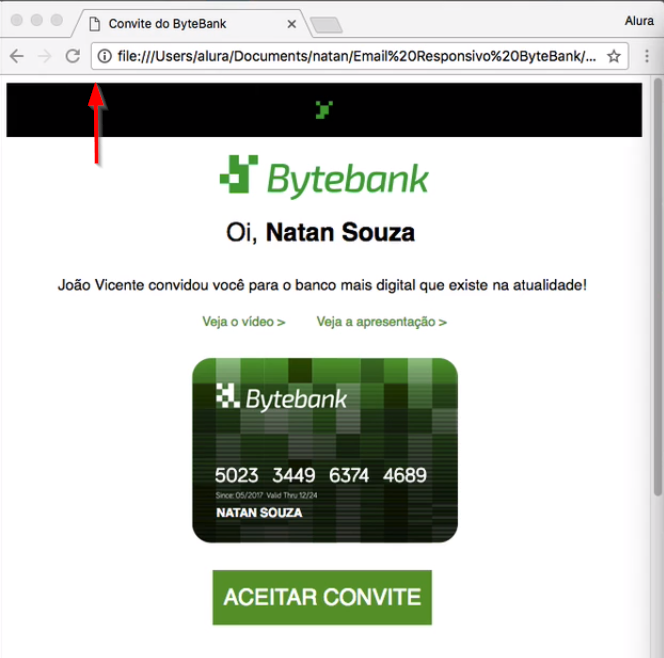 Convite do ByteBank
Alura
file:///Users/alura/Documents/natan/Email%20Responsivo%20ByteBank/...
Bytebank
Oi, Natan Souza
João Vicente convidou você para o banco mais digital que existe na atualidade!
Veja o vídeo > Veja a apresentação >
Bytebank
5023 3449 6374 4689
Since: 05/2017 Valid Thru 12/24
NATAN SOUZA
ACEITAR CONVITE